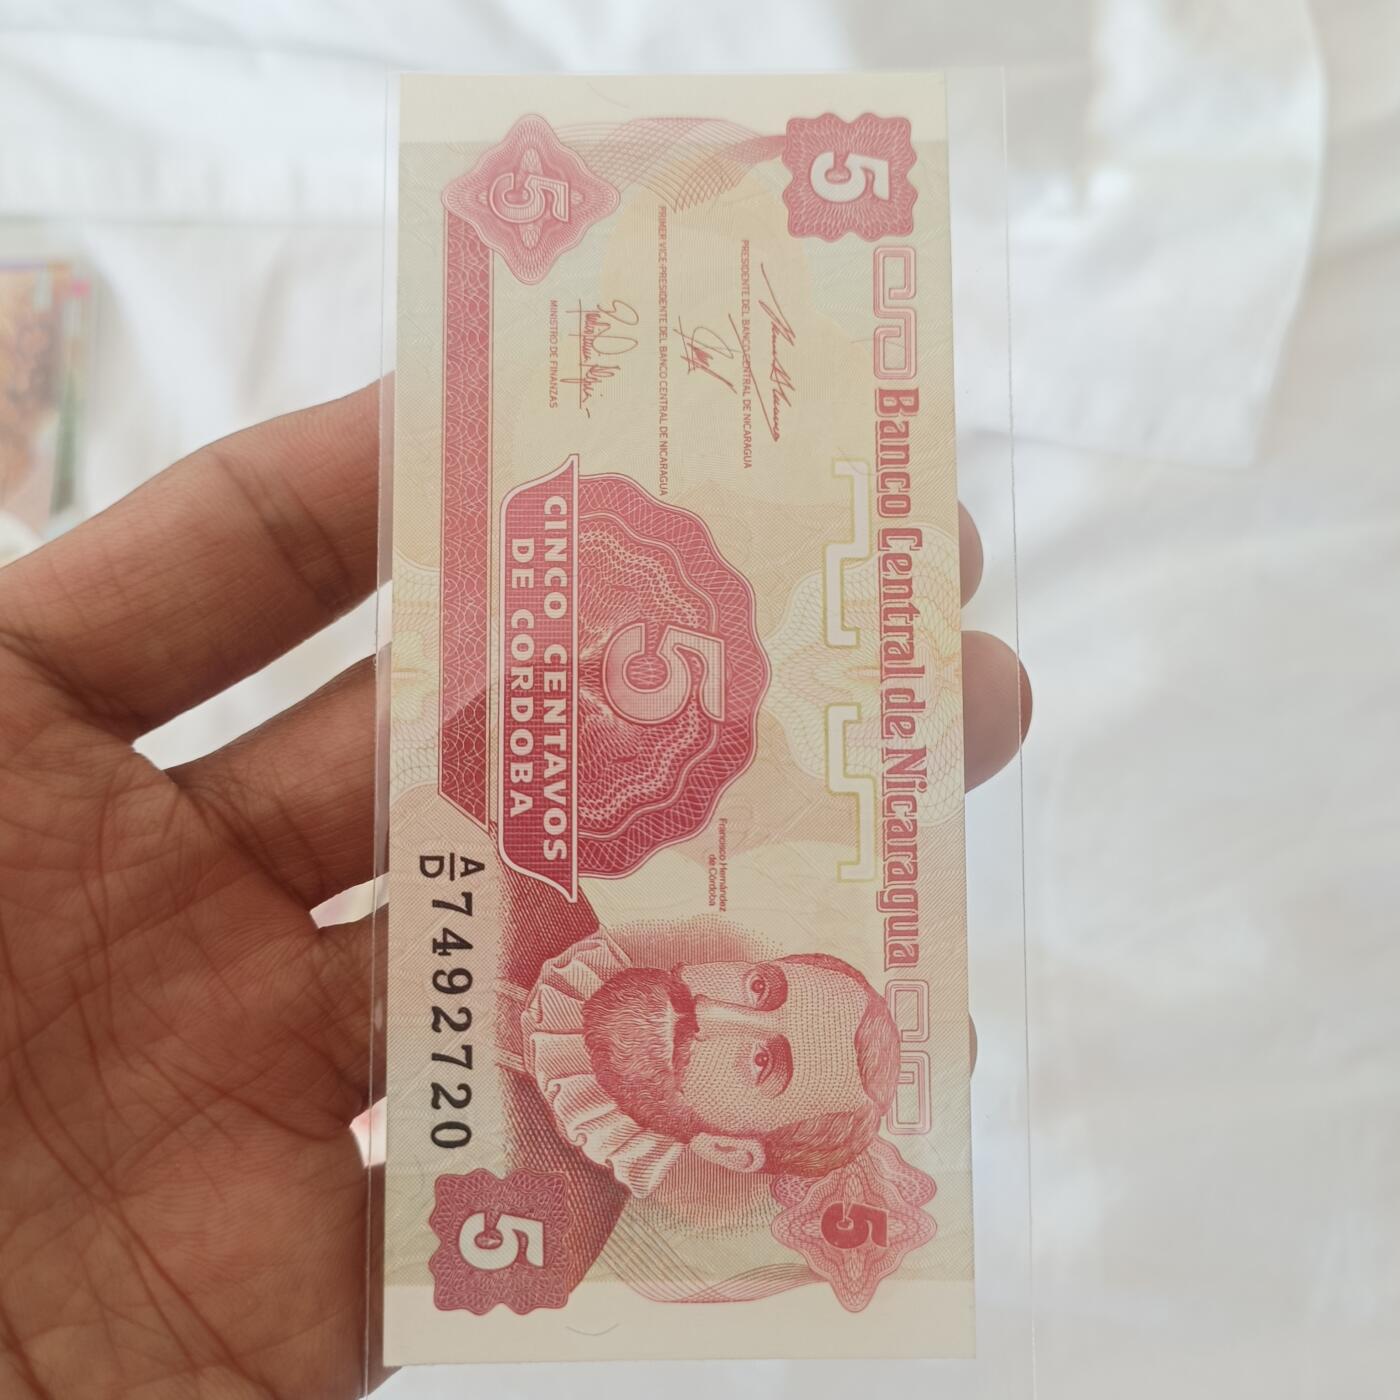 5
Banco Central de Nicaragua
5
PRESIDENTE DEL BANCO CENTRAL DE NICARAGUA
PRIMER VICE-PRESIDENTE DEL BANCO CENTRAL DE NICARAGUA
MINISTRO DE FINANZAS
Francisco Hernández
de Córdoba
5
CINCO CENTAVOS
DE CORDOBA
5
A/D 7492720
5